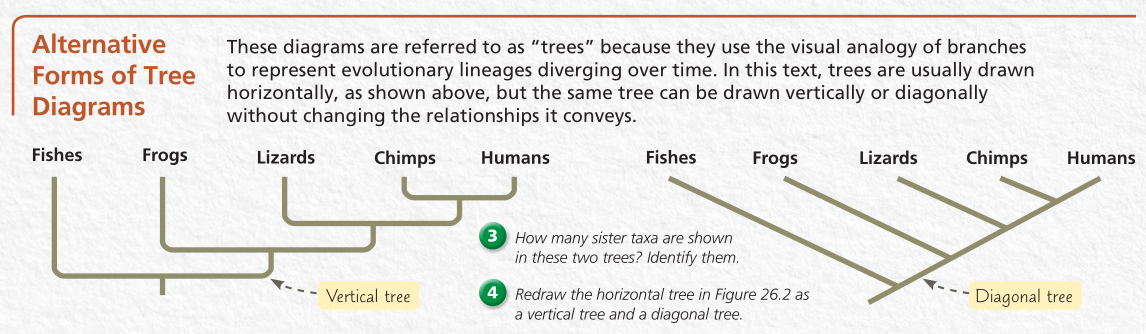 Alternative
Forms of Tree
Diagrams
These diagrams are referred to as “trees” because they use the visual analogy of branches
to represent evolutionary lineages diverging over time. In this text, trees are usually drawn
horizontally, as shown above, but the same tree can be drawn vertically or diagonally
without changing the relationships it conveys.
Fishes Frogs Lizards Chimps Humans
Fishes Frogs Lizards Chimps Humans
3 How many sister taxa are shown
in these two trees? Identify them.
4 Redraw the horizontal tree in Figure 26.2 as
a vertical tree and a diagonal tree.
Vertical tree
Diagonal tree